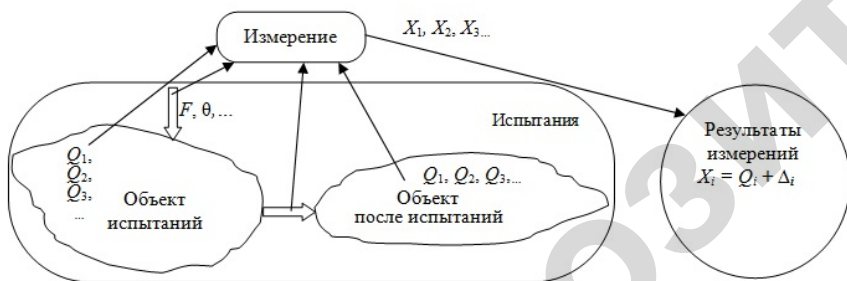 Измерение
X1, X2, X3...
F, θ, ...
Испытания
Q1,
Q2,
Q3,
...
Объект
испытаний
Q1, Q2, Q3,...
Объект
после испытаний
Результаты
измерений
Xi = Qi + Δi
ОЗИТ